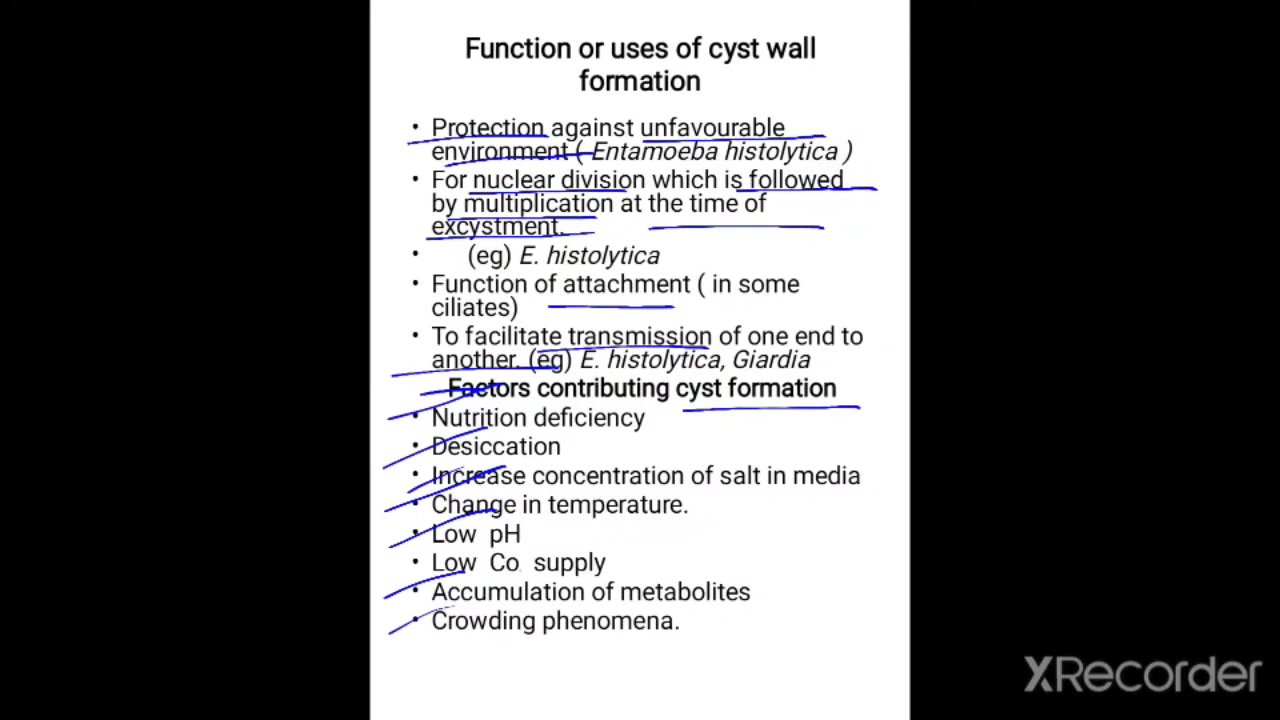 Function or uses of cyst wall
formation
• Protection against unfavourable
environment ( Entamoeba histolytica )
• For nuclear division which is followed
by multiplication at the time of
excystment.
• (eg) E. histolytica
• Function of attachment ( in some
ciliates)
• To facilitate transmission of one end to
another. (eg) E. histolytica, Giardia
Factors contributing cyst formation
• Nutrition deficiency
• Desiccation
• Increase concentration of salt in media
• Change in temperature.
• Low pH
• Low Co supply
• Accumulation of metabolites
• Crowding phenomena.
XRecorder